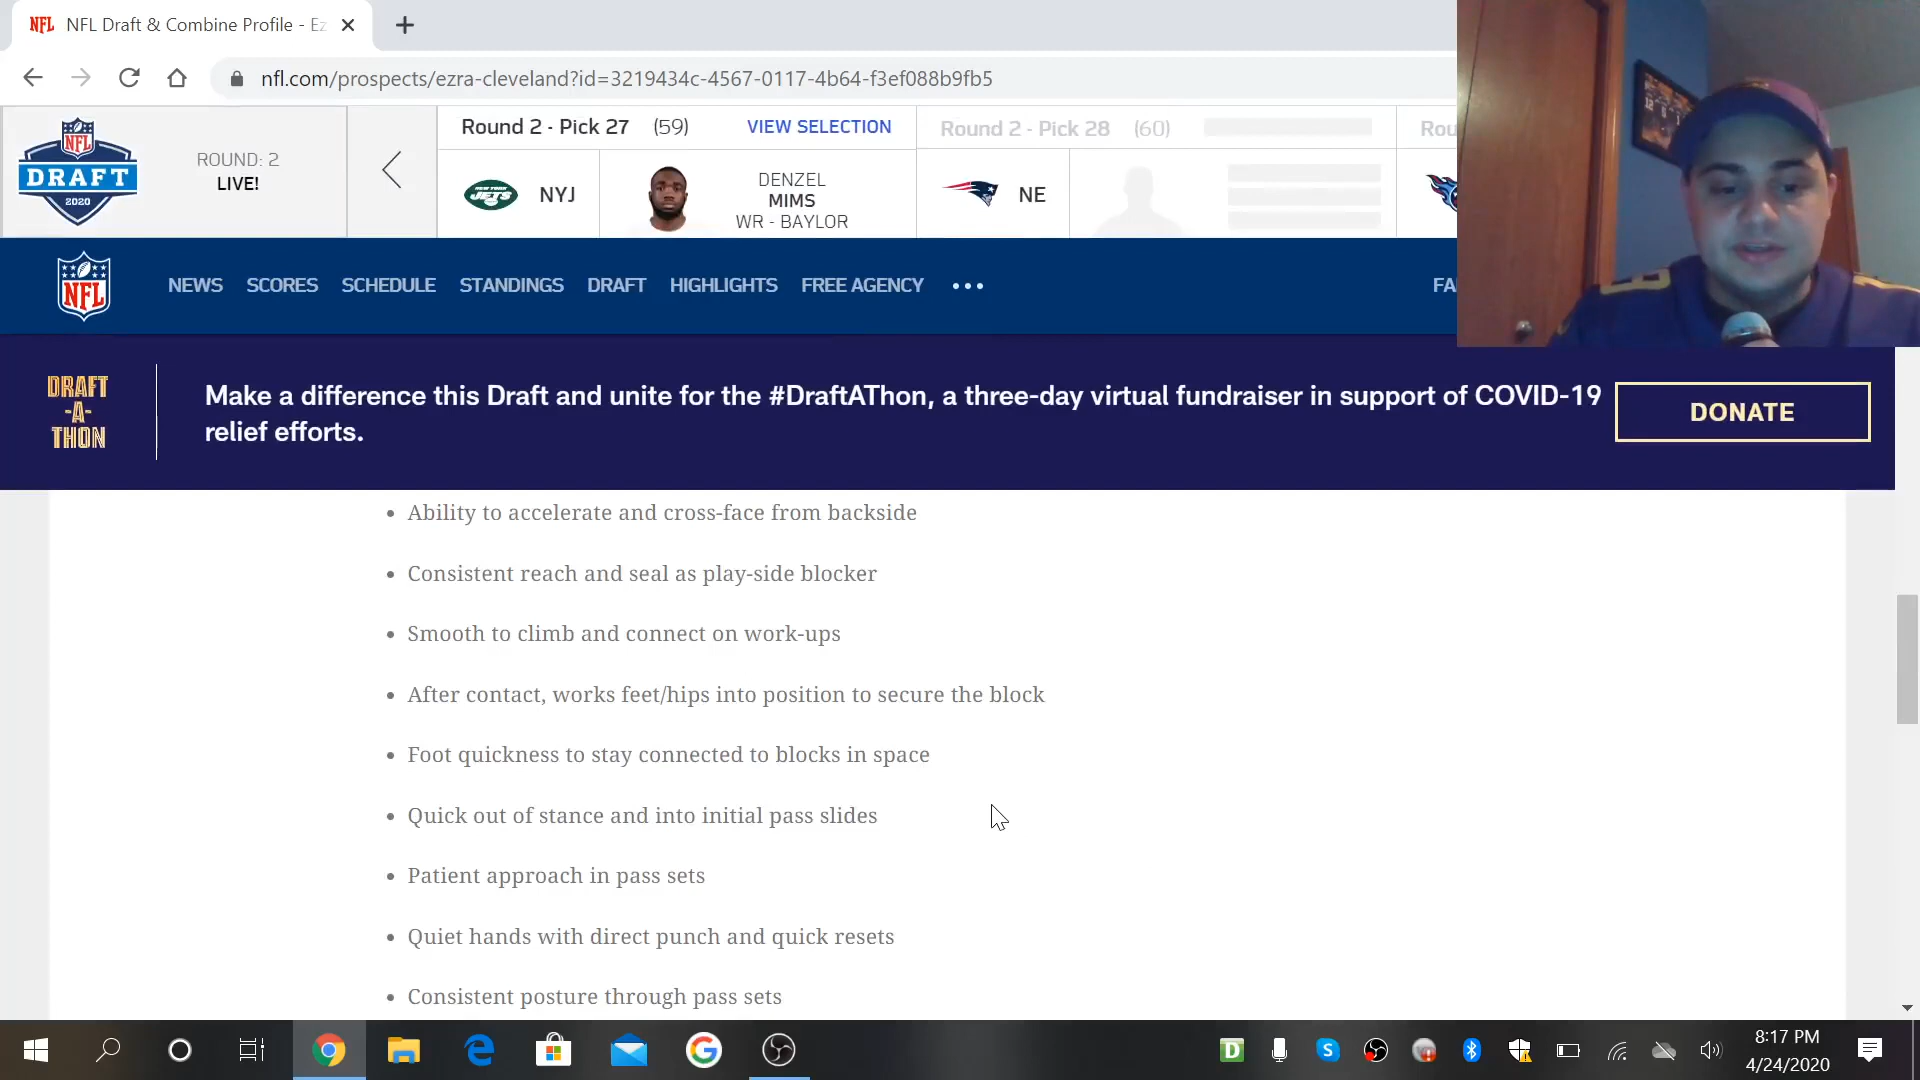 NFL NFL Draft & Combine Profile - Ez
nfl.com/prospects/ezra-cleveland?id=3219434c-4567-0117-4b64-f3ef088b9fb5
NFL
DRAFT
2020
ROUND: 2
LIVE!
Round 2 - Pick 27 (59) VIEW SELECTION
NEW YORK
JETS
NYJ
DENZEL
MIMS
WR - BAYLOR
Round 2 - Pick 28 (60)
NE
Rou
NFL
NEWS SCORES SCHEDULE STANDINGS DRAFT HIGHLIGHTS FREE AGENCY ••• FA
DRAFT
-A-
THON
Make a difference this Draft and unite for the #DraftAThon, a three-day virtual fundraiser in support of COVID-19
relief efforts.
DONATE
• Ability to accelerate and cross-face from backside
• Consistent reach and seal as play-side blocker
• Smooth to climb and connect on work-ups
• After contact, works feet/hips into position to secure the block
• Foot quickness to stay connected to blocks in space
• Quick out of stance and into initial pass slides
• Patient approach in pass sets
• Quiet hands with direct punch and quick resets
• Consistent posture through pass sets
8:17 PM
4/24/2020